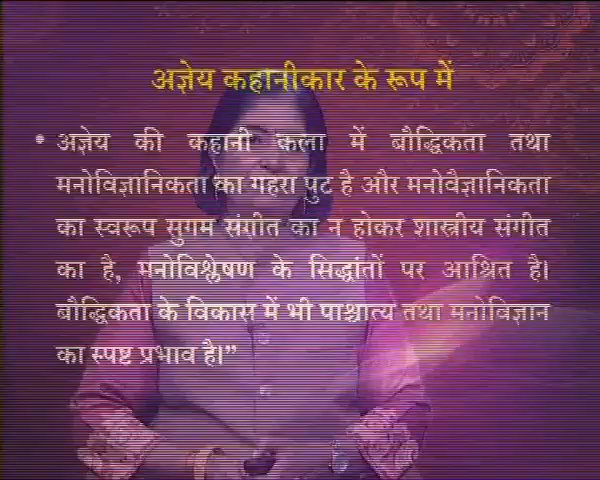 अज्ञेय कहानीकार के रूप में
• अज्ञेय की कहानी कला में बौद्धिकता तथा
मनोविज्ञानिकता का गहरा पुट है और मनोवैज्ञानिकता
का स्वरूप सुगम संगीत का न होकर शास्त्रीय संगीत
का है, मनोविश्लेषण के सिद्धांतों पर आश्रित है।
बौद्धिकता के विकास में भी पाश्चात्य तथा मनोविज्ञान
का स्पष्ट प्रभाव है।”